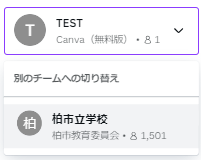 T
TEST
Canva（無料版）・1
別のチームへの切り替え
柏
柏市立学校
柏市教育委員会・1,501